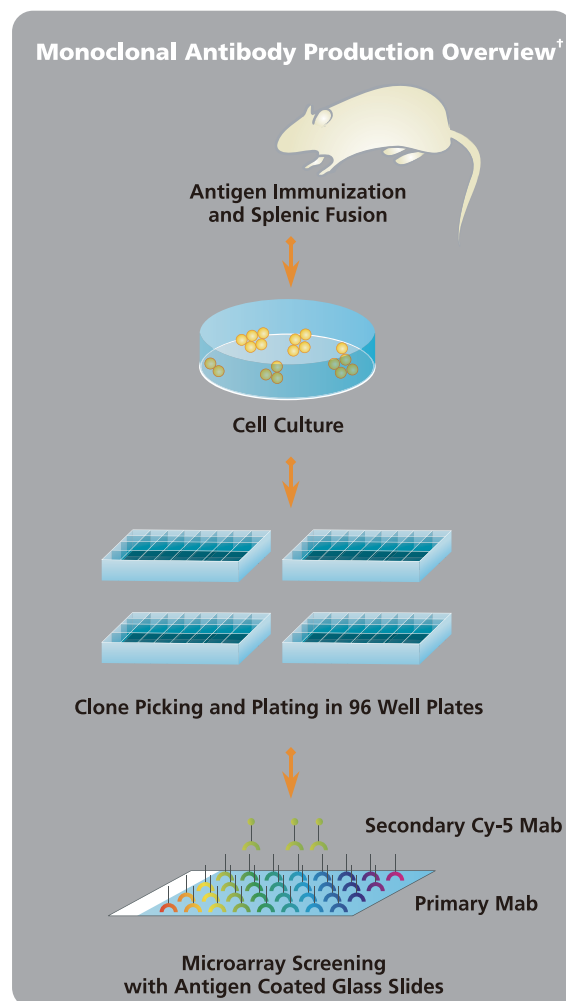 Monoclonal Antibody Production Overview†
Antigen Immunization
and Splenic Fusion
Cell Culture
Clone Picking and Plating in 96 Well Plates
Secondary Cy-5 Mab
Primary Mab
Microarray Screening
with Antigen Coated Glass Slides